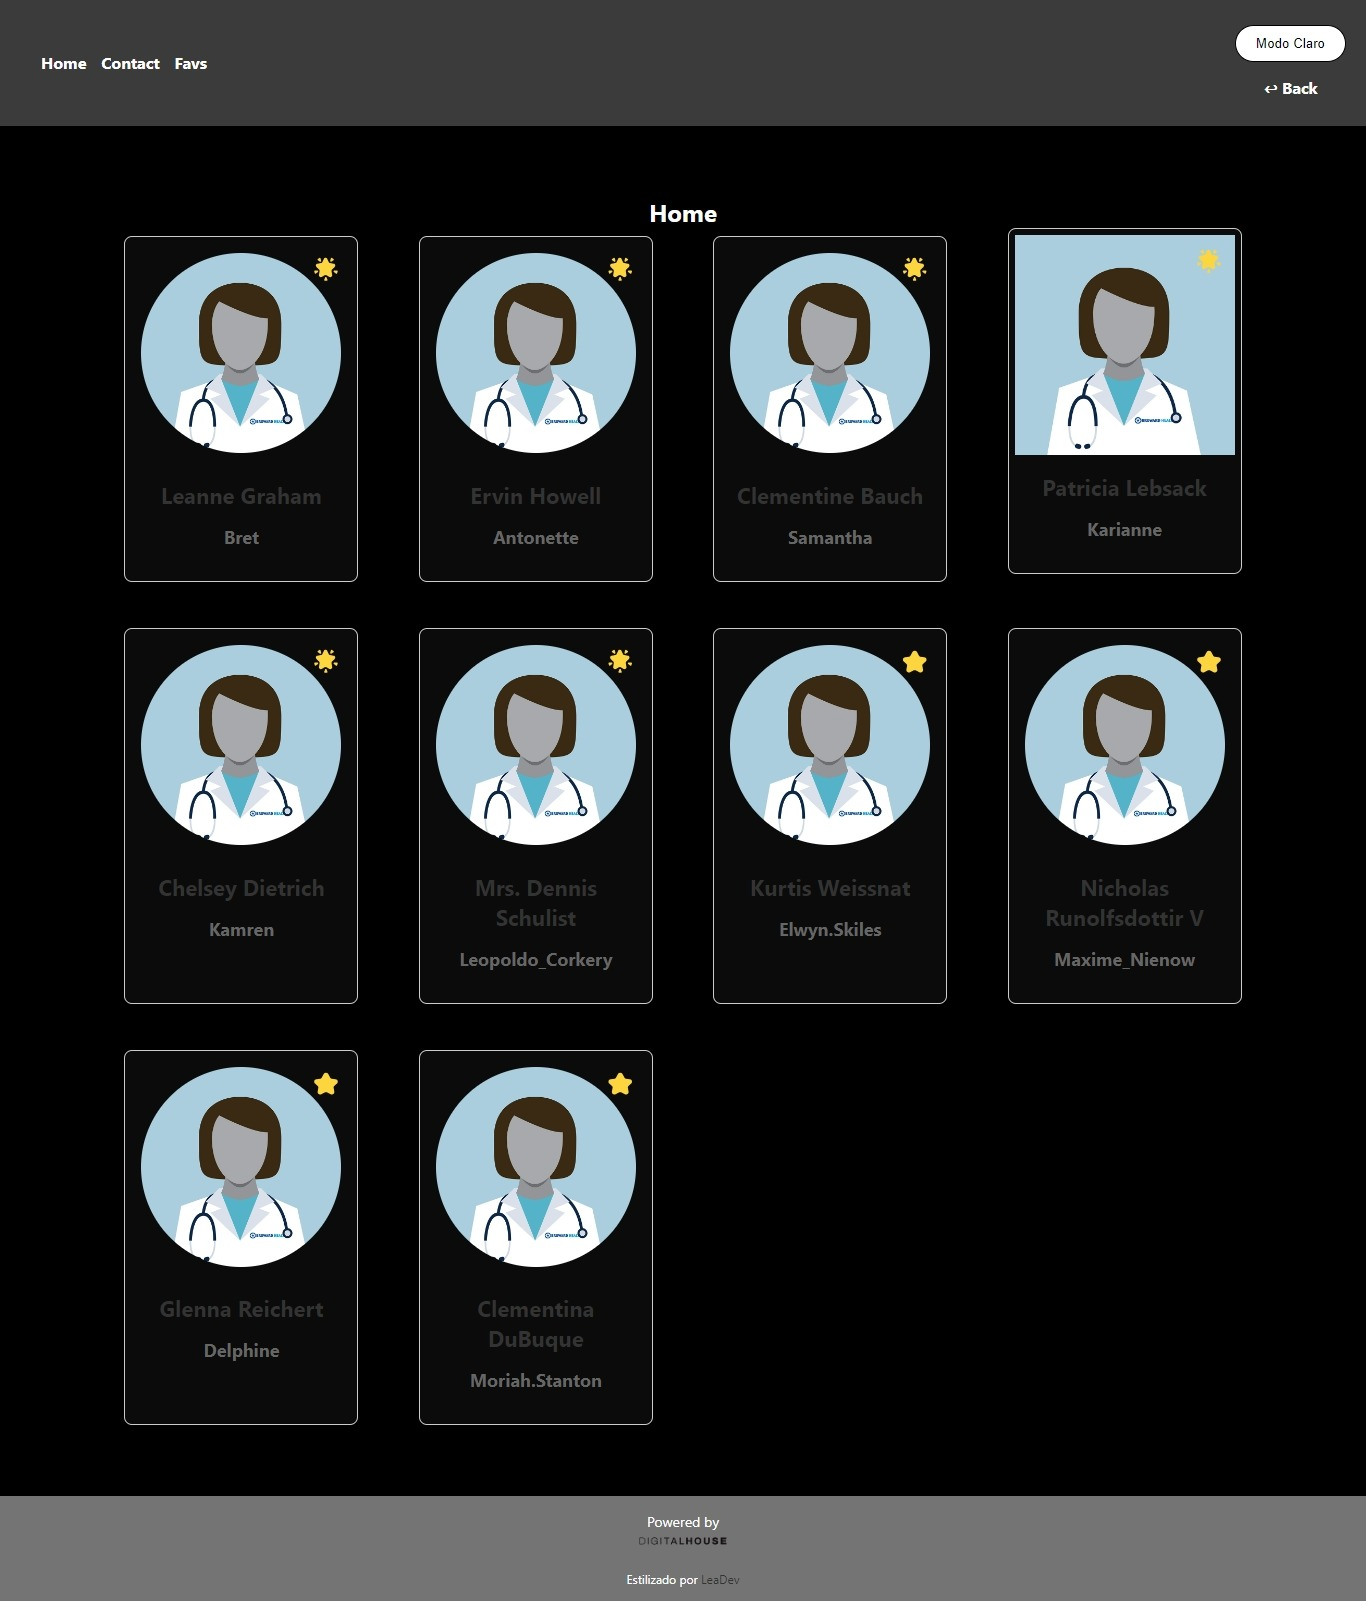 Home Contact Favs
Modo Claro
↩ Back
Home
Leanne Graham
Bret
Ervin Howell
Antonette
Clementine Bauch
Samantha
Patricia Lebsack
Karianne
Chelsey Dietrich
Kamren
Mrs. Dennis
Schulist
Leopoldo_Corkery
Kurtis Weissnat
Elwyn.Skiles
Nicholas
Runolfsdottir V
Maxime_Nienow
Glenna Reichert
Delphine
Clementina
DuBuque
Moriah.Stanton
Powered by
DIGITALHOUSE
Estilizado por LeaDev